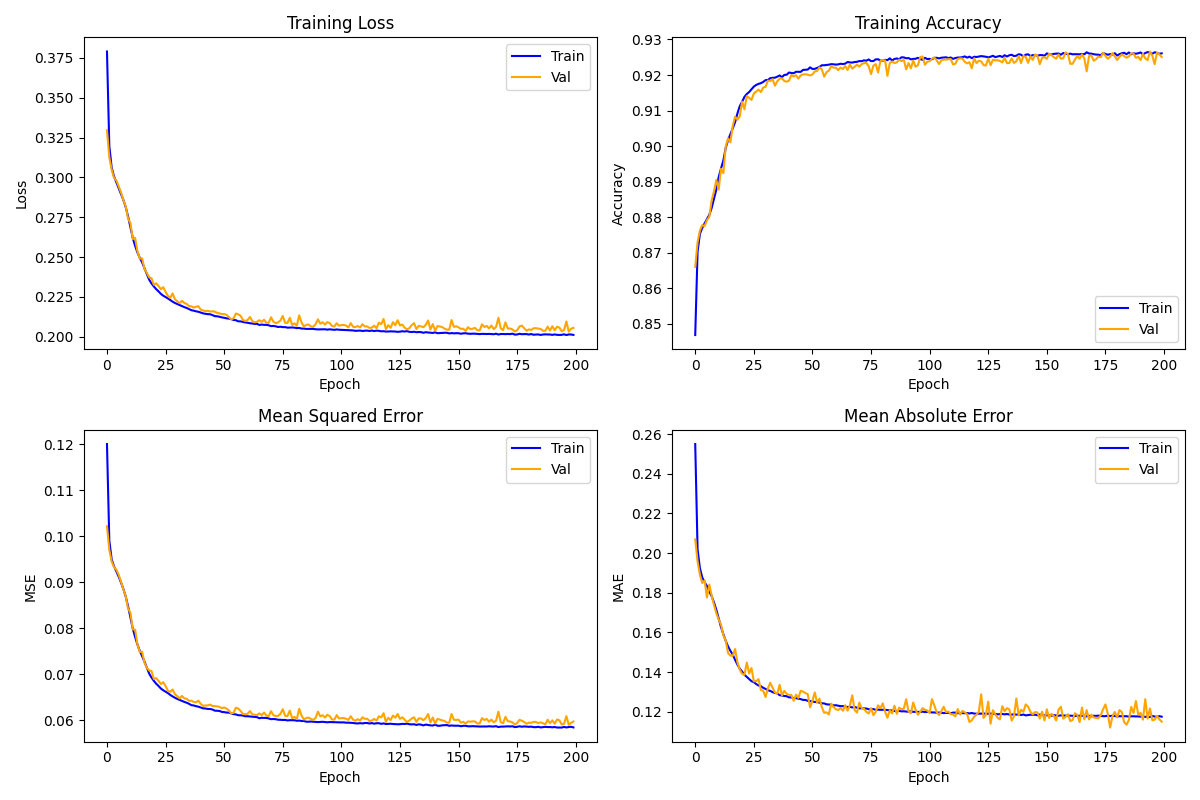 Training Loss
Loss
0.375
0.350
0.325
0.300
0.275
0.250
0.225
0.200
0 25 50 75 100 125 150 175 200
Epoch
Train
Val
Training Accuracy
Accuracy
0.93
0.92
0.91
0.90
0.89
0.88
0.87
0.86
0.85
0 25 50 75 100 125 150 175 200
Epoch
Train
Val
Mean Squared Error
MSE
0.12
0.11
0.10
0.09
0.08
0.07
0.06
0 25 50 75 100 125 150 175 200
Epoch
Train
Val
Mean Absolute Error
MAE
0.26
0.24
0.22
0.20
0.18
0.16
0.14
0.12
0 25 50 75 100 125 150 175 200
Epoch
Train
Val